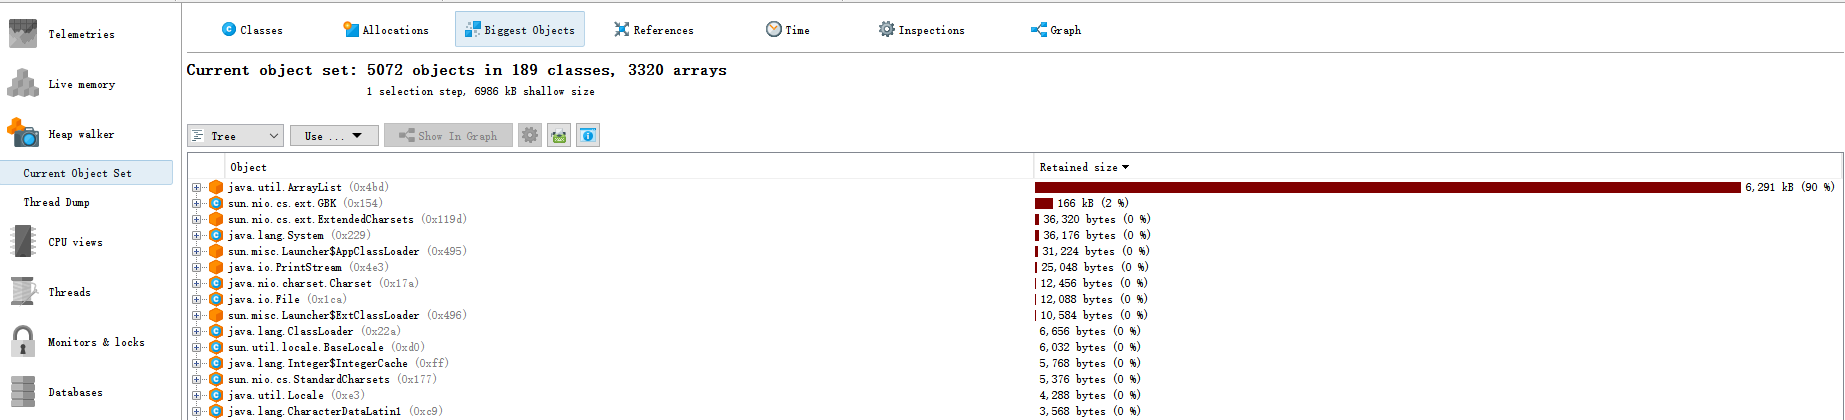 Telemetries
Live memory
Heap walker
Current Object Set
Thread Dump
CPU views
Threads
Monitors & locks
Databases
Classes Allocations Biggest Objects References Time Inspections Graph
Current object set: 5072 objects in 189 classes, 3320 arrays
1 selection step, 6986 kB shallow size
Tree Use ... Show In Graph
Object Retained size
java.util.ArrayList (0x4bd) 6,291 kB (90 %)
sun.nio.cs.ext.GBK (0x154) 166 kB (2 %)
sun.nio.cs.ext.ExtendedCharsets (0x119d) 36,320 bytes (0 %)
java.lang.System (0x229) 36,176 bytes (0 %)
sun.misc.Launcher$AppClassLoader (0x495) 31,224 bytes (0 %)
java.io.PrintStream (0x4e3) 25,048 bytes (0 %)
java.nio.charset.Charset (0x17a) 12,456 bytes (0 %)
java.io.File (0x1ca) 12,088 bytes (0 %)
sun.misc.Launcher$ExtClassLoader (0x496) 10,584 bytes (0 %)
java.lang.ClassLoader (0x22a) 6,656 bytes (0 %)
sun.util.locale.BaseLocale (0xd0) 6,032 bytes (0 %)
java.lang.Integer$IntegerCache (0xff) 5,768 bytes (0 %)
sun.nio.cs.StandardCharsets (0x177) 5,376 bytes (0 %)
java.util.Locale (0xe3) 4,288 bytes (0 %)
java.lang.CharacterDataLatin1 (0xc9) 3,568 bytes (0 %)